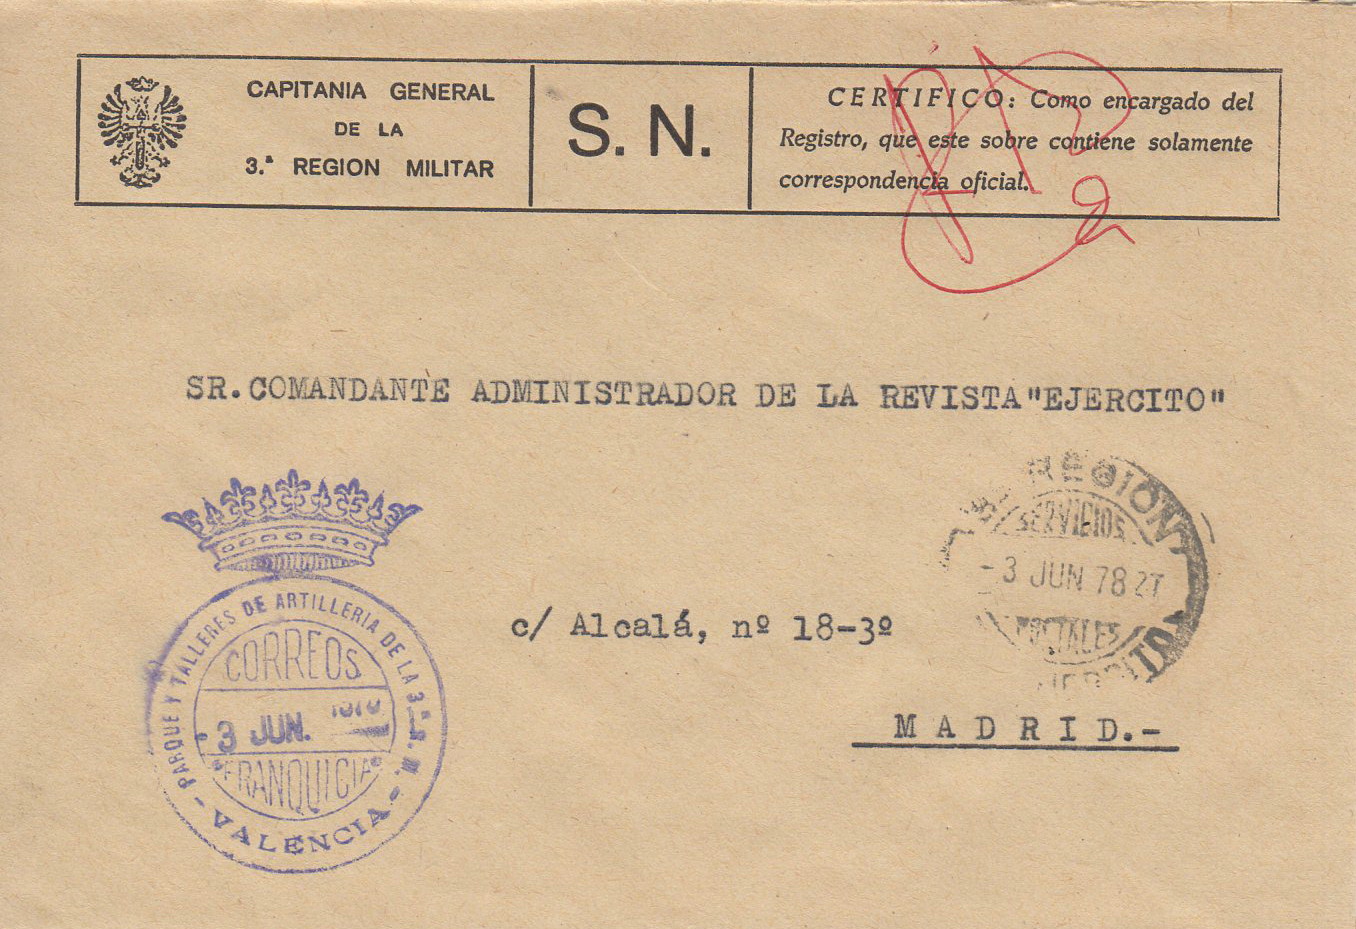 CAPITANIA GENERAL
DE LA
3.ª REGION MILITAR
S. N.
CERTIFICO: Como encargado del
Registro, que este sobre contiene solamente
correspondencia oficial.
SR.COMANDANTE ADMINISTRADOR DE LA REVISTA"EJERCITO"
c/ Alcalá, nº 18-3º
MADRID.-
PARQUE Y TALLERES DE ARTILLERIA DE LA 3.ª R. M.
CORREOS
3 JUN.
FRANQUICIA
- VALENCIA -
REGION
SERVICIOS
-3 JUN 78
POSTALES